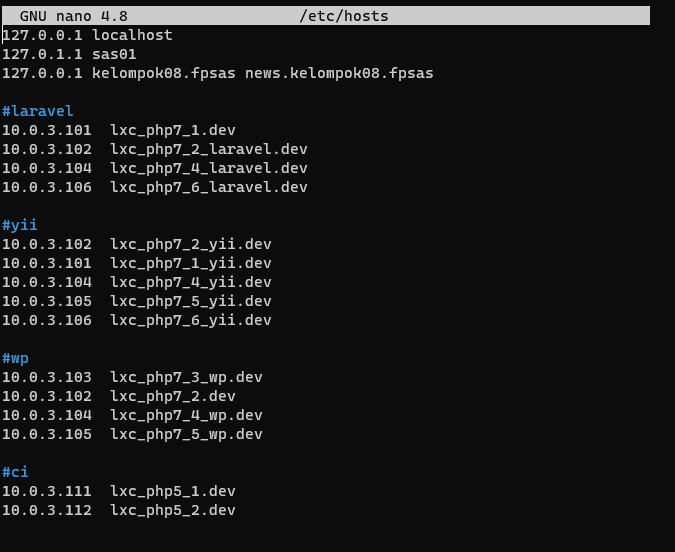 GNU nano 4.8 /etc/hosts
127.0.0.1 localhost
127.0.1.1 sas01
127.0.0.1 kelompok08.fpsas news.kelompok08.fpsas
#laravel
10.0.3.101 lxc_php7_1.dev
10.0.3.102 lxc_php7_2_laravel.dev
10.0.3.104 lxc_php7_4_laravel.dev
10.0.3.106 lxc_php7_6_laravel.dev
#yii
10.0.3.102 lxc_php7_2_yii.dev
10.0.3.101 lxc_php7_1_yii.dev
10.0.3.104 lxc_php7_4_yii.dev
10.0.3.105 lxc_php7_5_yii.dev
10.0.3.106 lxc_php7_6_yii.dev
#wp
10.0.3.103 lxc_php7_3_wp.dev
10.0.3.102 lxc_php7_2.dev
10.0.3.104 lxc_php7_4_wp.dev
10.0.3.105 lxc_php7_5_wp.dev
#ci
10.0.3.111 lxc_php5_1.dev
10.0.3.112 lxc_php5_2.dev